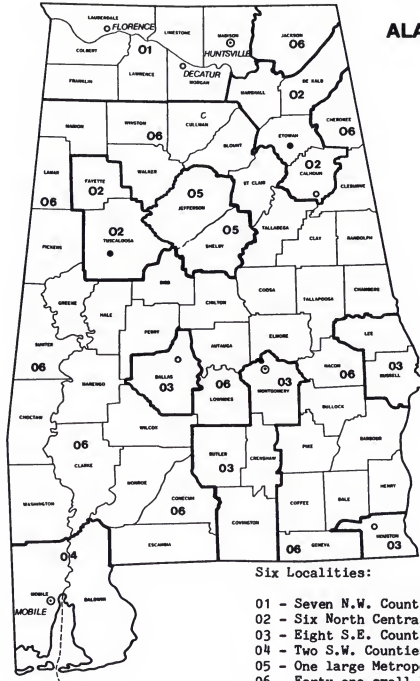 ALA
LAUDERDALE
FLORENCE
LIMESTONE
MADISON
HUNTSVILLE
JACKSON
06
COLBERT
01
LAWRENCE
DECATUR
MORGAN
FRANKLIN
MARSHALL
DE KALB
02
MARION
WINSTON
06
C
CULLMAN
BLOUNT
ETOWAH
CHEROKEE
06
LAMAR
06
FAYETTE
02
WALKER
05
JEFFERSON
ST CLAIR
02
CALHOUN
CLEBURNE
02
TUSCALOOSA
05
SHELBY
TALLADEGA
CLAY
RANDOLPH
PICKENS
BIBB
CHILTON
COOSA
TALLAPOOSA
CHAMBERS
GREENE
HALE
PERRY
AUTAUGA
ELMORE
LEE
SUMTER
06
MARENGO
DALLAS
03
06
LOWNDES
03
MONTGOMERY
MACON
06
03
RUSSELL
CHOCTAW
WILCOX
BULLOCK
06
CLARKE
MONROE
BUTLER
03
CRENSHAW
PIKE
BARBOUR
WASHINGTON
CONECUH
06
COVINGTON
COFFEE
DALE
HENRY
ESCAMBIA
06
GENEVA
HOUSTON
03
04
MOBILE
MOBILE
BALDWIN
Six Localities:
01 - Seven N.W. Count
02 - Six North Centra
03 - Eight S.E. Count
04 - Two S.W. Countie
05 - One large Metrope
06 - Forty-one small